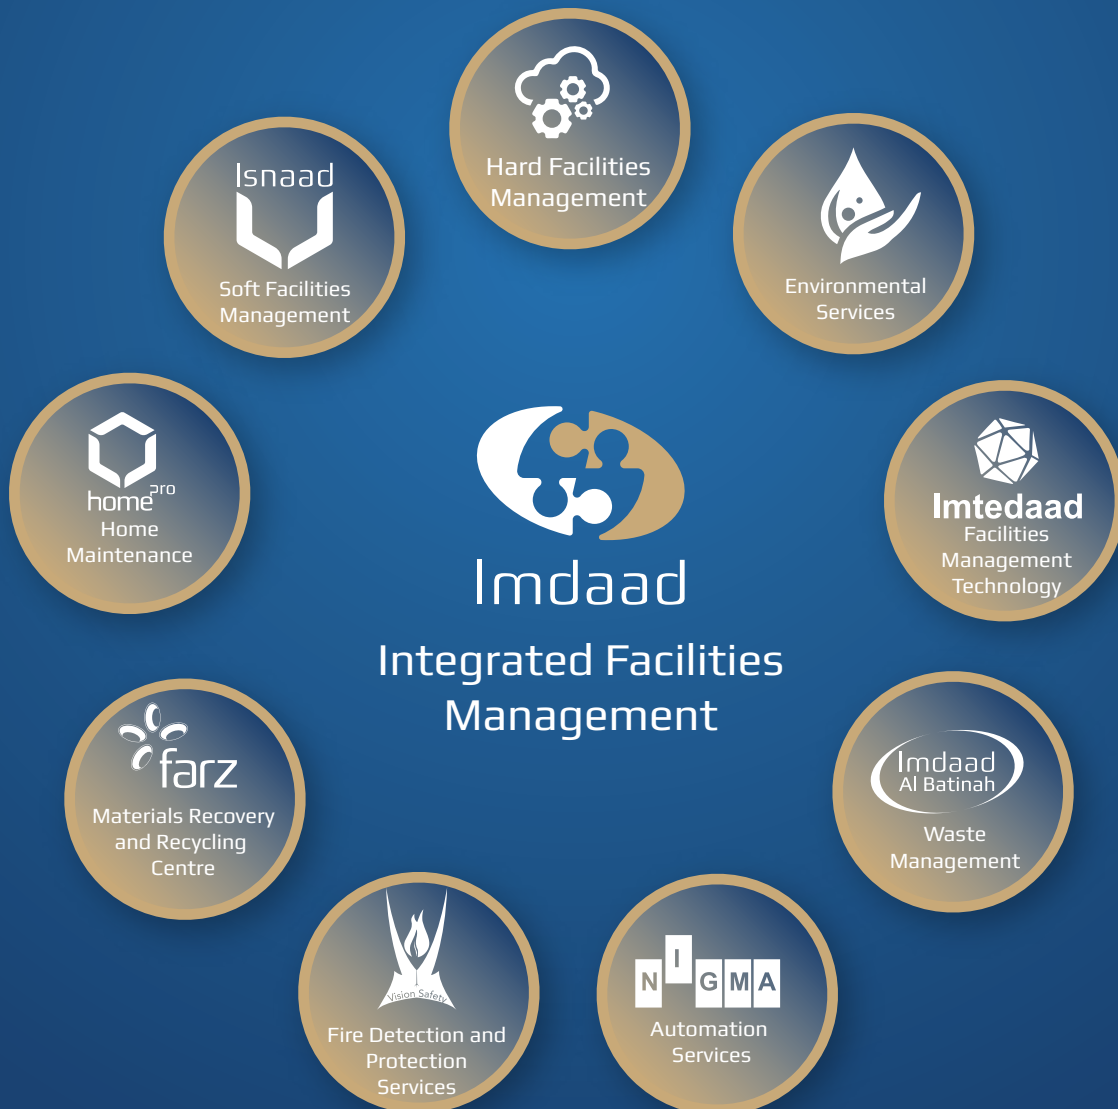 Hard Facilities
Management
Isnaad
Soft Facilities
Management
Environmental
Services
home pro
Home
Maintenance
Imtedaad
Facilities
Management
Technology
Imdaad
Integrated Facilities
Management
farz
Materials Recovery
and Recycling
Centre
Imdaad
Al Batinah
Waste
Management
Vision Safety
Fire Detection and
Protection
Services
NIGMA
Automation
Services